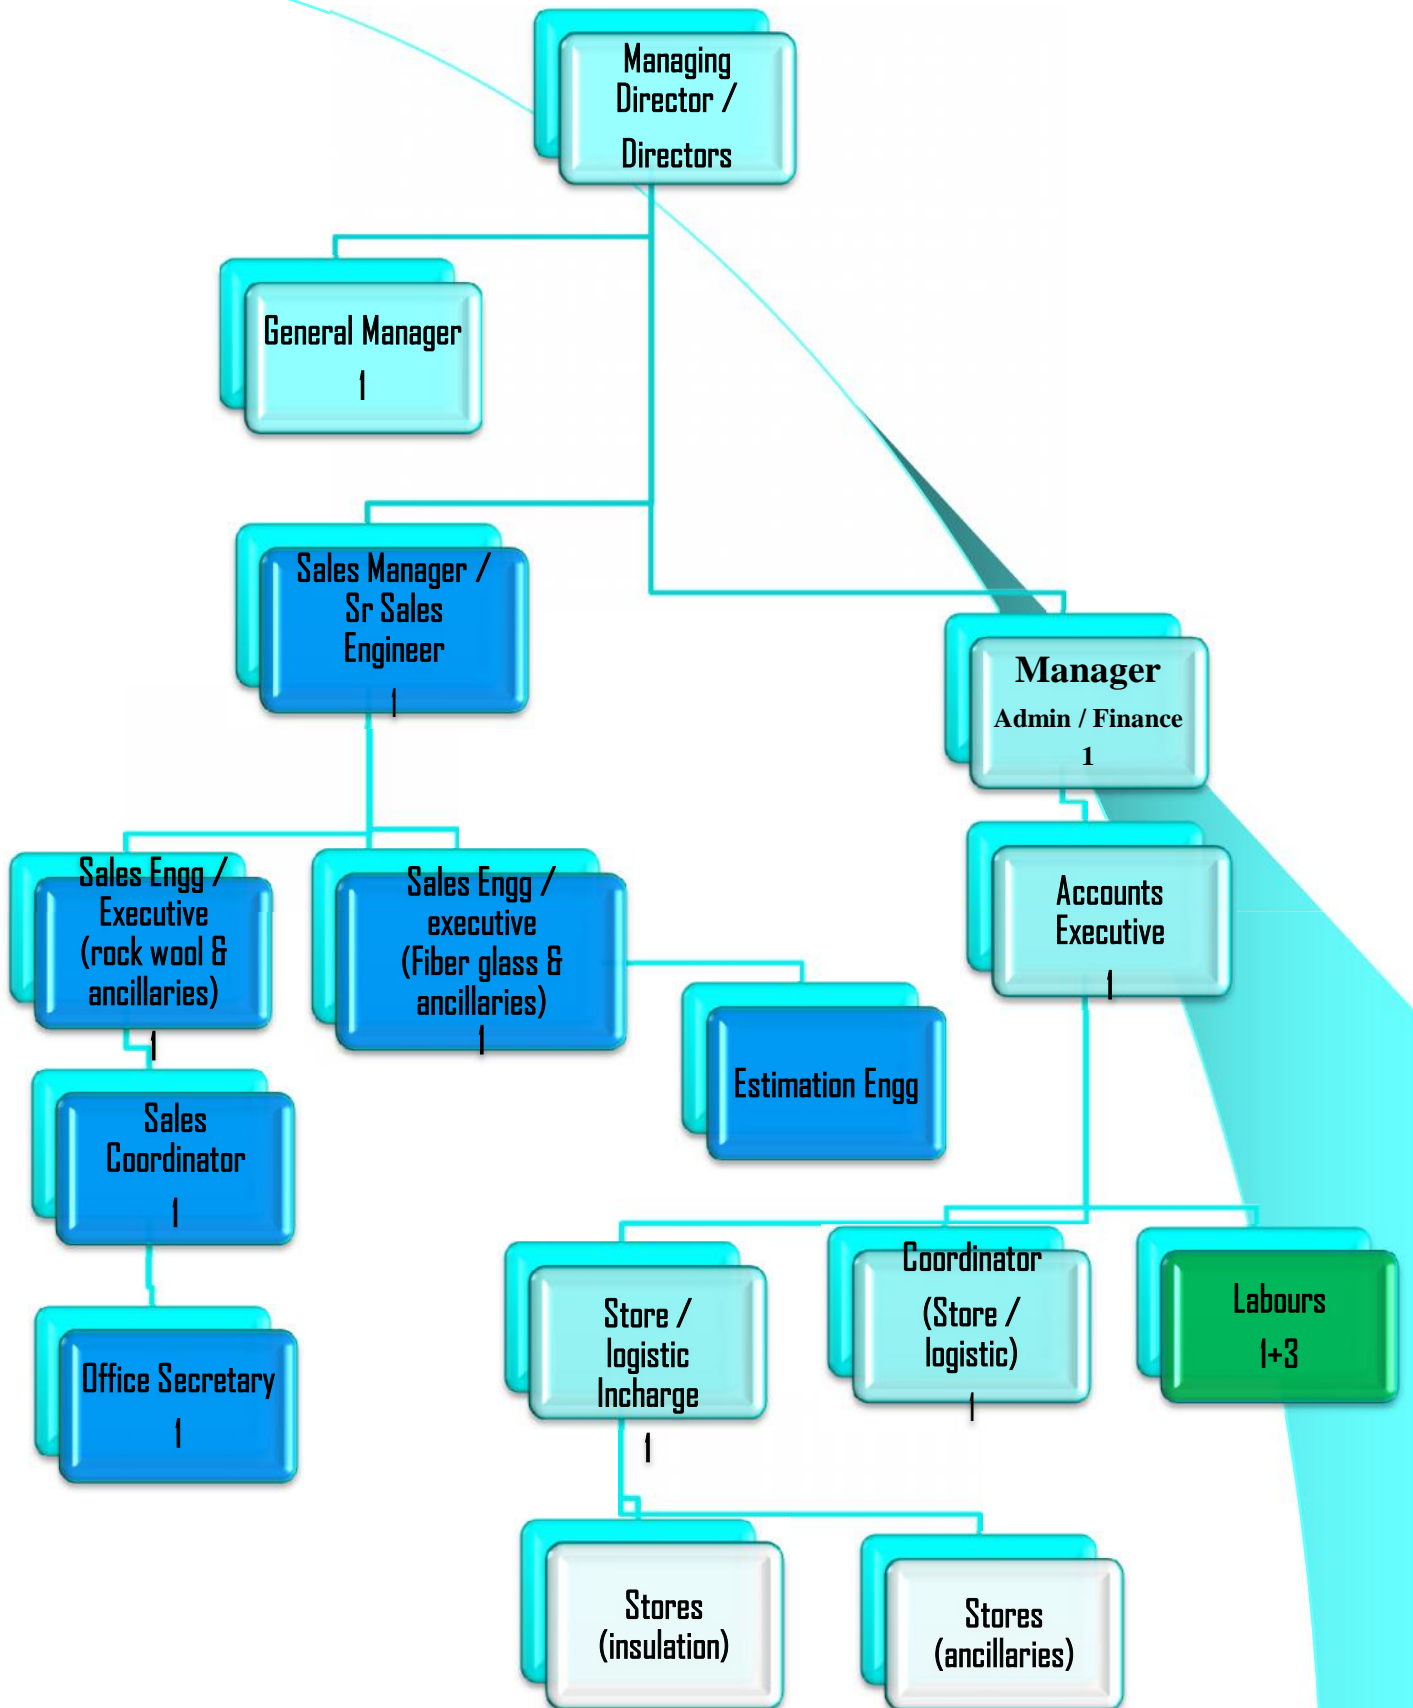 Managing
Director /
Directors
General Manager
1
Sales Manager /
Sr Sales
Engineer
1
Manager
Admin / Finance
1
Sales Engg /
Executive
(rock wool &
ancillaries)
1
Sales Engg /
executive
(Fiber glass &
ancillaries)
1
Accounts
Executive
1
Estimation Engg
Sales
Coordinator
1
Store /
logistic
Incharge
1
Coordinator
(Store /
logistic)
1
Labours
1+3
Office Secretary
1
Stores
(insulation)
Stores
(ancillaries)